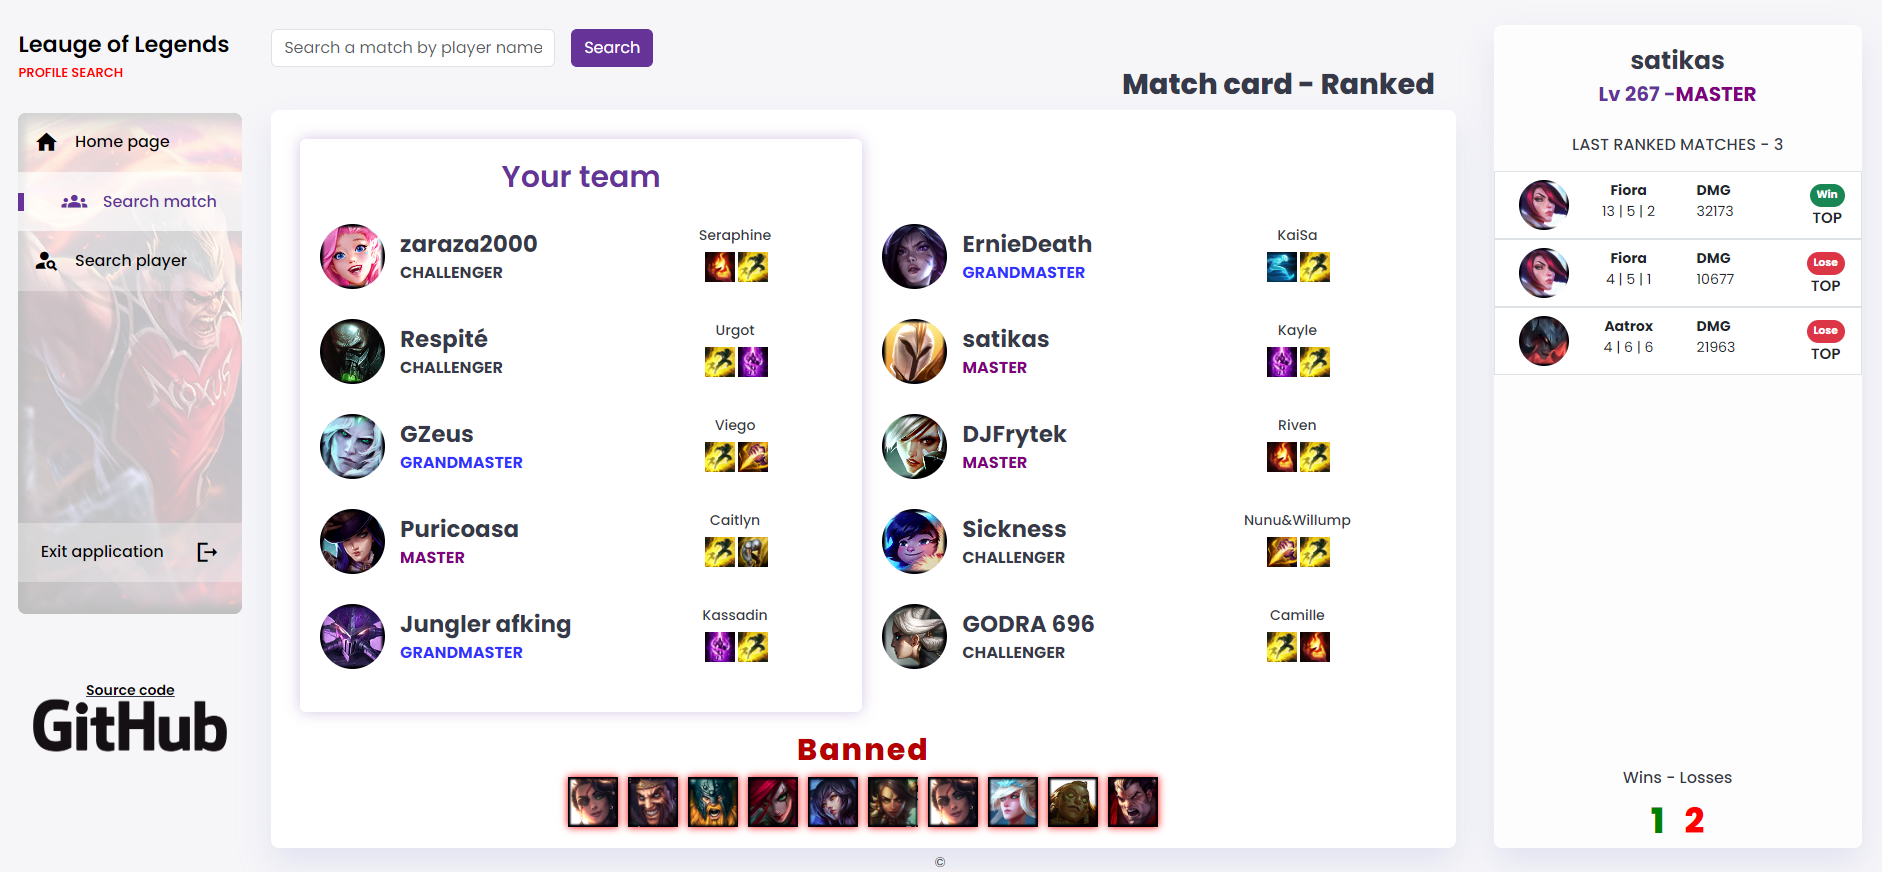 Leauge of Legends
PROFILE SEARCH
Home page
Search match
Search player
Exit application
Source code
GitHub
Search a match by player name
Search
Match card - Ranked
Your team
zaraza2000
CHALLENGER
Seraphine
Respité
CHALLENGER
Urgot
GZeus
GRANDMASTER
Viego
Puricoasa
MASTER
Caitlyn
Jungler afking
GRANDMASTER
Kassadin
ErnieDeath
GRANDMASTER
KaiSa
satikas
MASTER
Kayle
DJFrytek
MASTER
Riven
Sickness
CHALLENGER
Nunu&Willump
GODRA 696
CHALLENGER
Camille
Banned
©
satikas
Lv 267 -MASTER
LAST RANKED MATCHES - 3
Fiora DMG Win
13 | 5 | 2 32173 TOP
Fiora DMG Lose
4 | 5 | 1 10677 TOP
Aatrox DMG Lose
4 | 6 | 6 21963 TOP
Wins - Losses
1 2